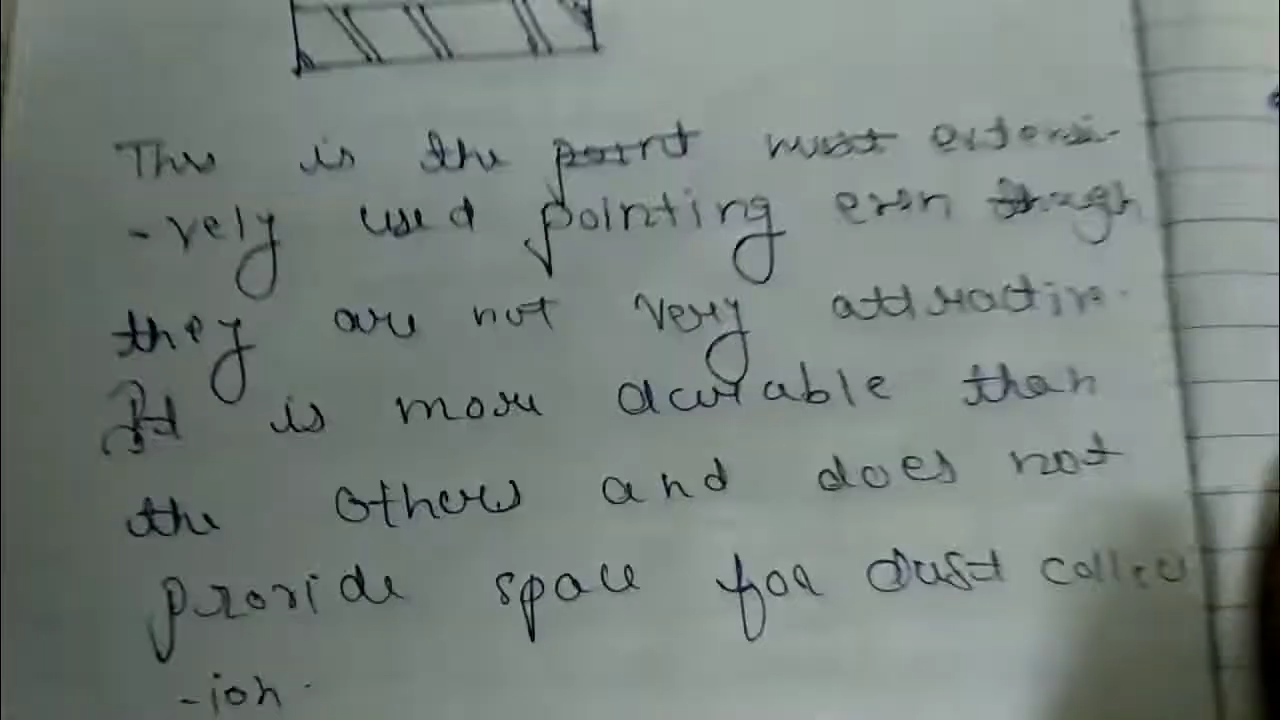 This is the point most extensi-
-vely used pointing even though
they are not very attractive.
It is more durable than
the others and does not
provide space for dust collect
-ion.